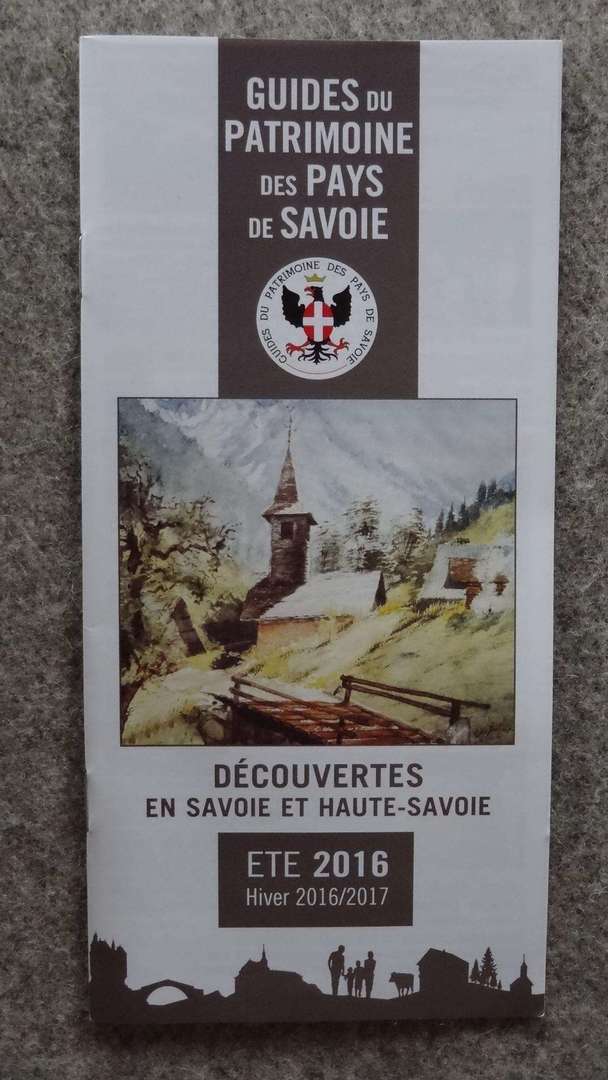 GUIDES DU
PATRIMOINE
DES PAYS
DE SAVOIE
GUIDES DU PATRIMOINE DES PAYS DE SAVOIE
DÉCOUVERTES
EN SAVOIE ET HAUTE-SAVOIE
ETE 2016
Hiver 2016/2017